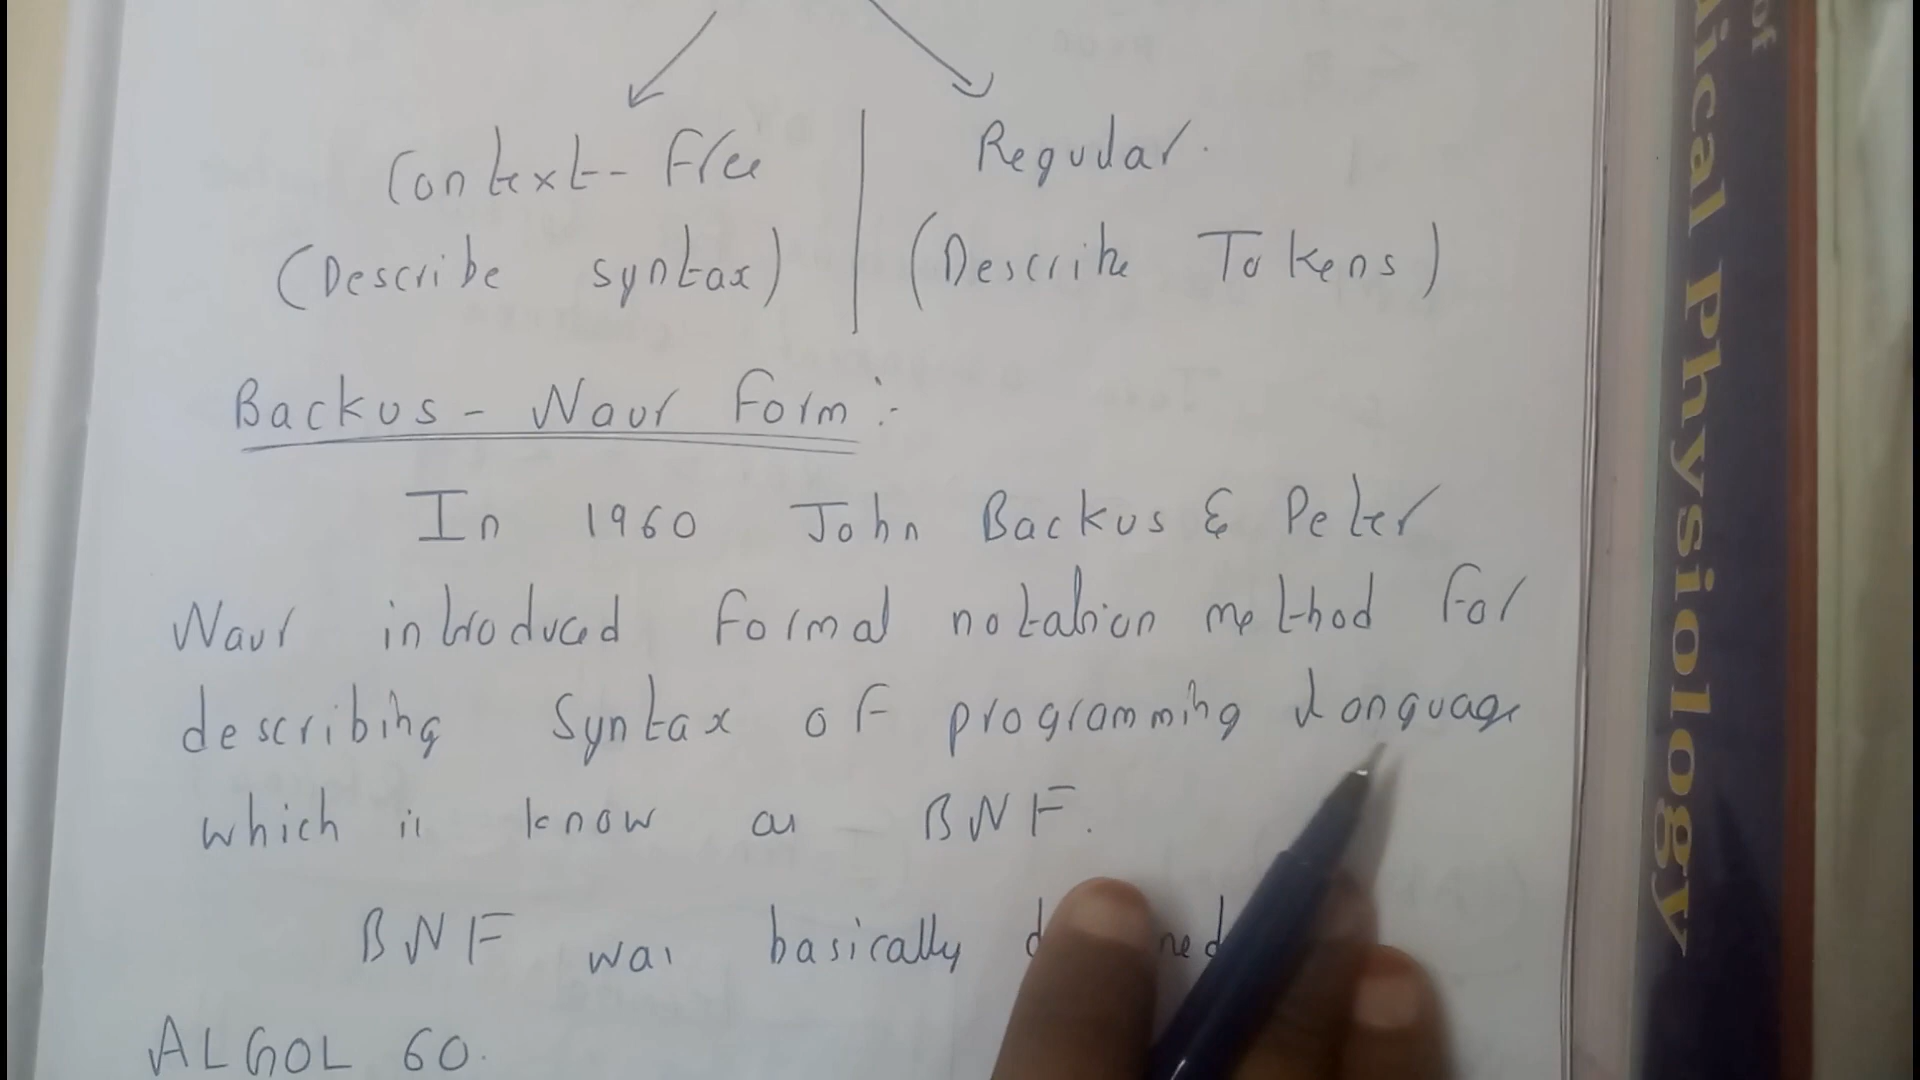 Context-Free | Regular.
(Describe syntax) | (Describe Tokens)
Backus - Naur Form :-
In 1960 John Backus & Peter
Naur introduced Formal notation method For
describing Syntax of programming Language
which is know as BNF.
BNF was basically
ALGOL 60.
of
Physiology